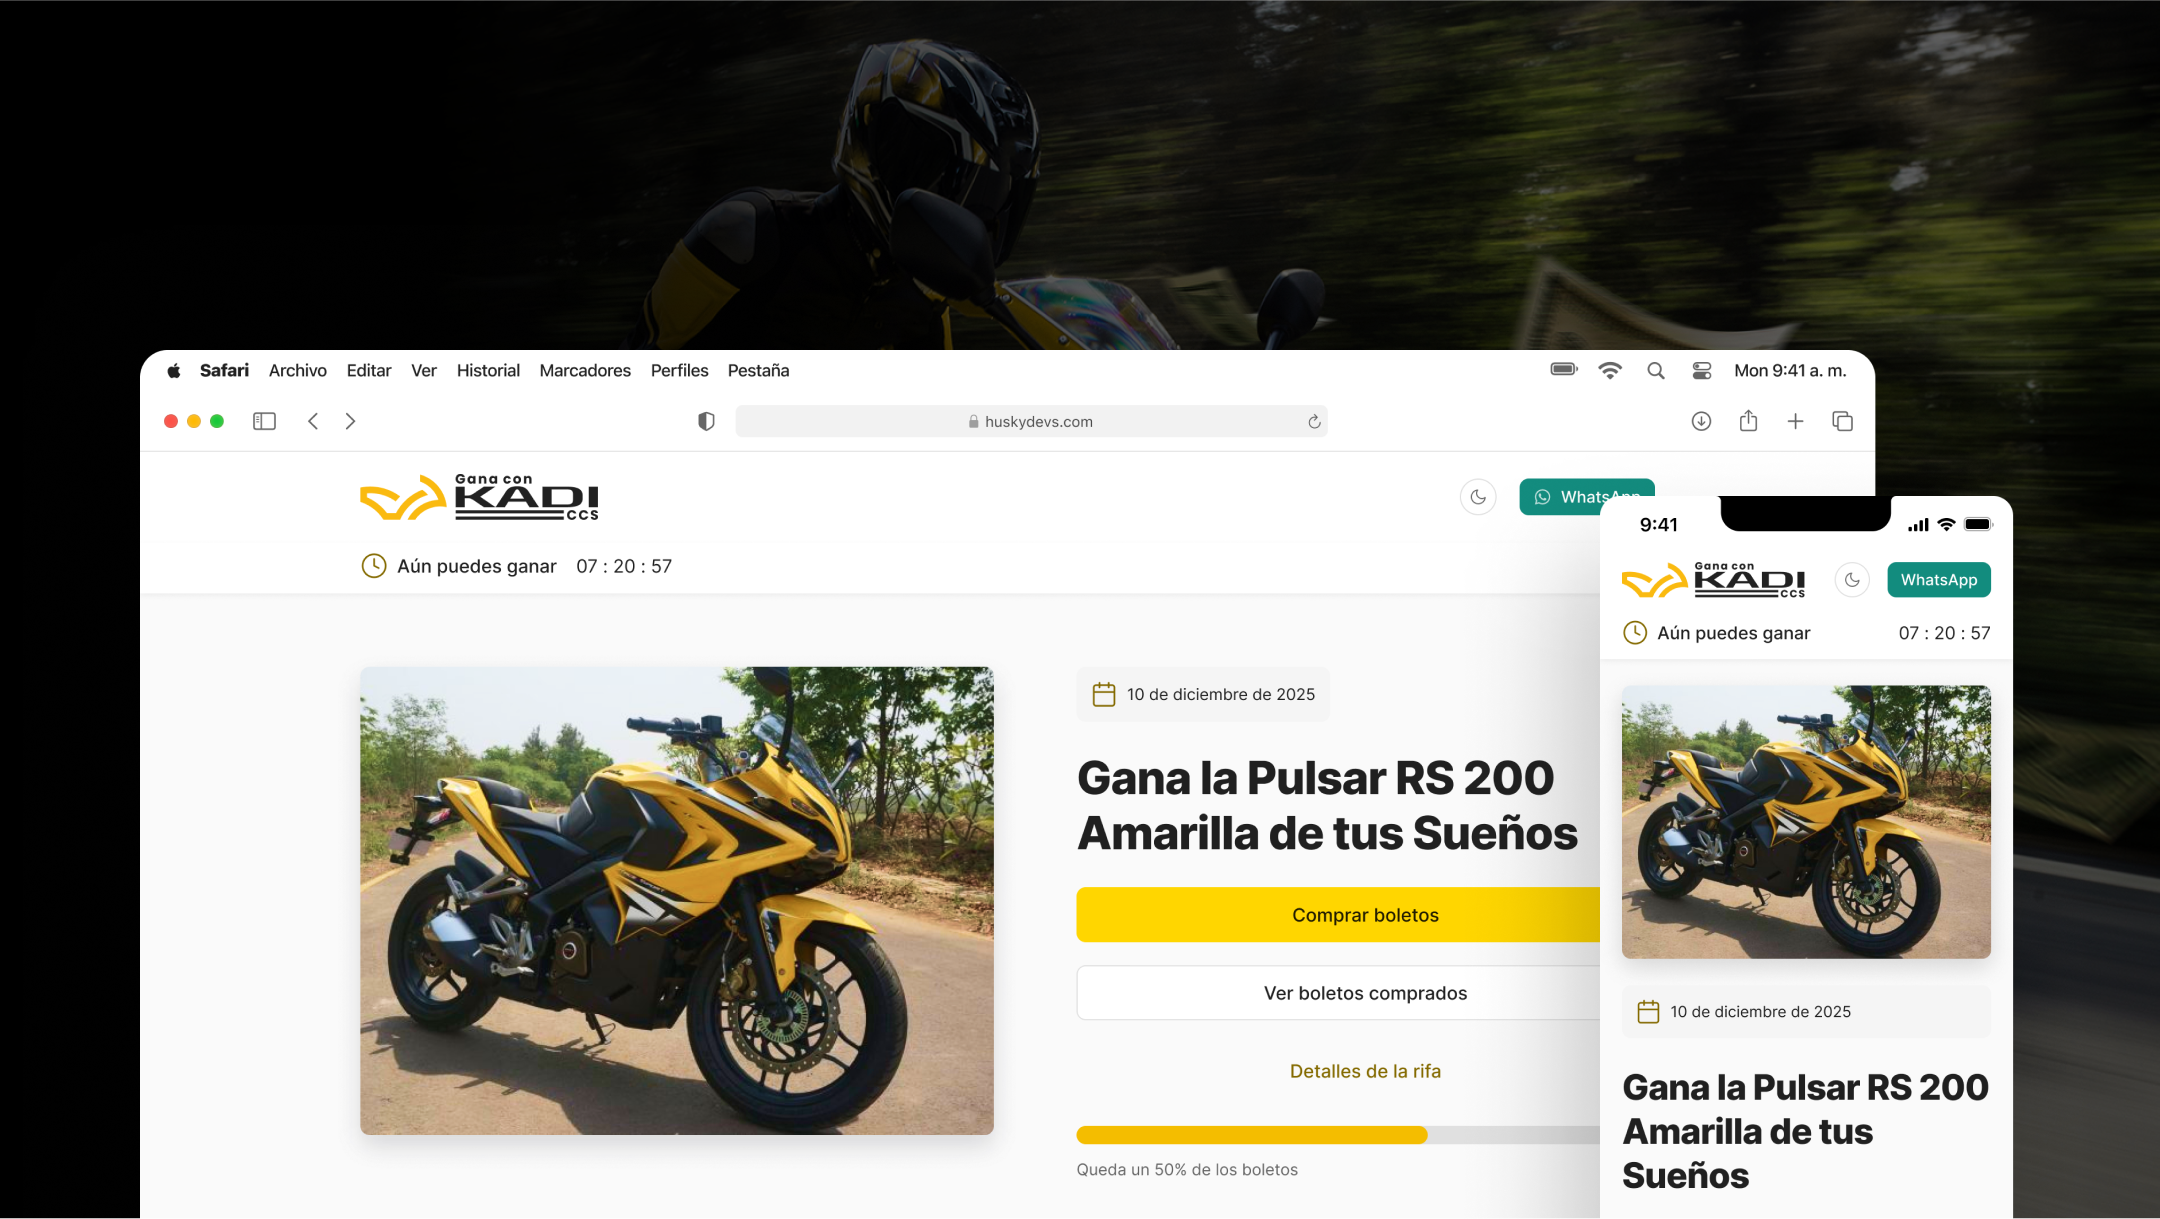 Safari Archivo Editar Ver Historial Marcadores Perfiles Pestaña Mon 9:41 a. m.
huskydevs.com
Gana con
KADI
CCS
WhatsApp
Aún puedes ganar 07 : 20 : 57
10 de diciembre de 2025
Gana la Pulsar RS 200
Amarilla de tus Sueños
Comprar boletos
Ver boletos comprados
Detalles de la rifa
Queda un 50% de los boletos
9:41
Gana con
KADI
CCS
WhatsApp
Aún puedes ganar 07 : 20 : 57
10 de diciembre de 2025
Gana la Pulsar RS 200
Amarilla de tus
Sueños